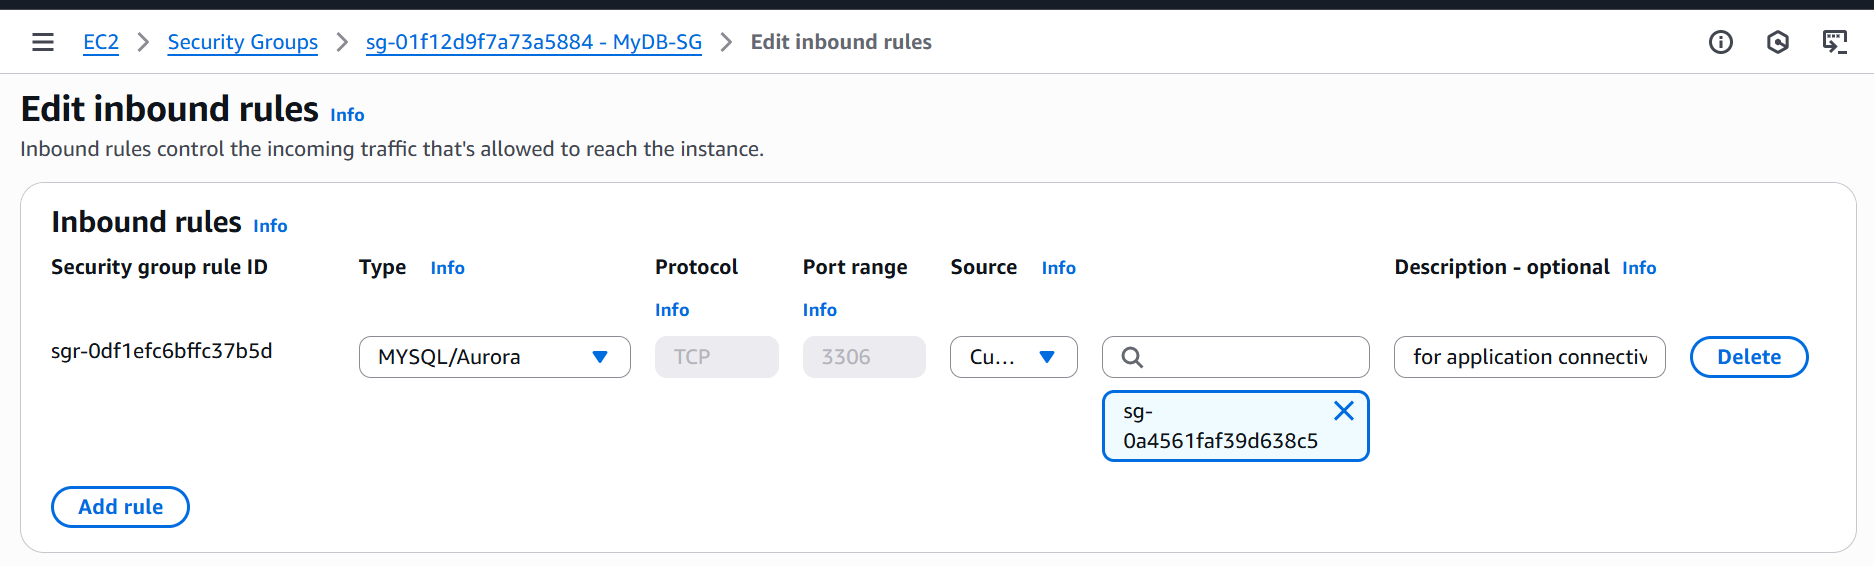 EC2 > Security Groups > sg-01f12d9f7a73a5884 - MyDB-SG > Edit inbound rules
Edit inbound rules Info
Inbound rules control the incoming traffic that's allowed to reach the instance.
Inbound rules Info
Security group rule ID Type Info Protocol Port range Source Info Description - optional Info
Info Info
sgr-0df1efc6bffc37b5d MYSQL/Aurora TCP 3306 Cu... for application connectiv Delete
sg-
0a4561faf39d638c5
Add rule